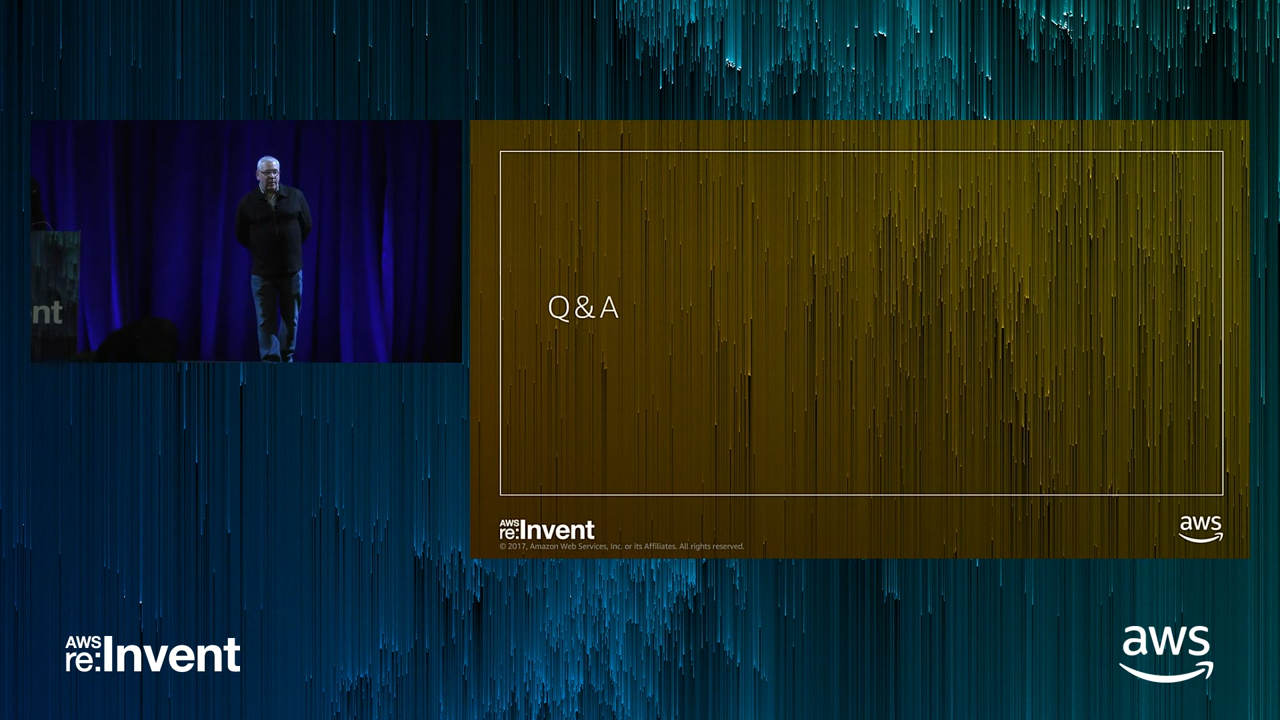 nt
Q&A
AWS
re:Invent
© 2017, Amazon Web Services, Inc. or its Affiliates. All rights reserved.
aws
AWS
re:Invent
aws